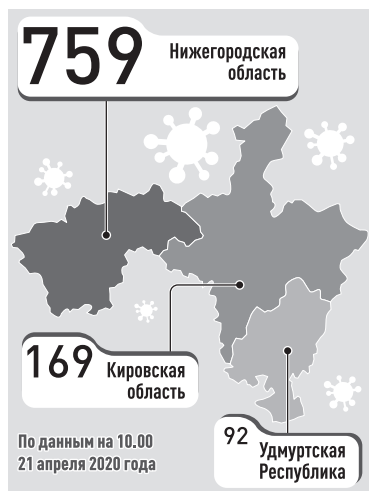 759
Нижегородская
область
169
Кировская
область
92
Удмуртская
Республика
По данным на 10.00
21 апреля 2020 года